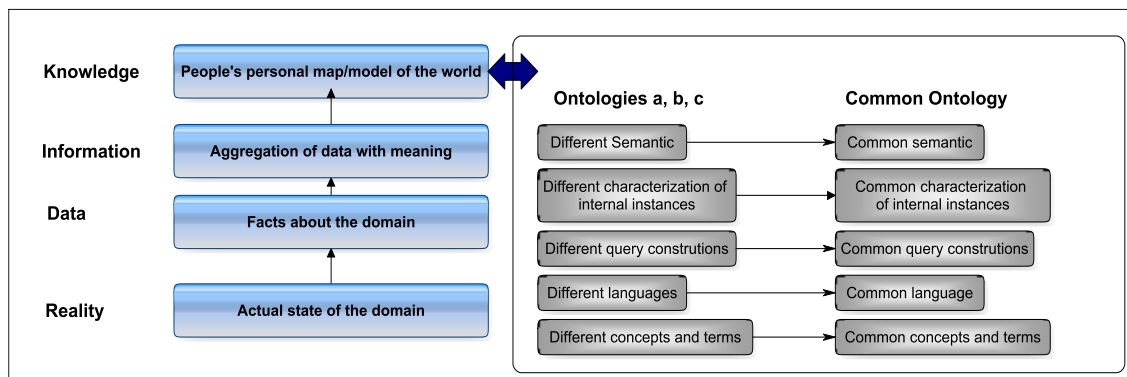 Knowledge
People's personal map/model of the world
Information
Aggregation of data with meaning
Data
Facts about the domain
Reality
Actual state of the domain
Ontologies a, b, c
Common Ontology
Different Semantic
Common semantic
Different characterization of
internal instances
Common characterization
of internal instances
Different query construtions
Common query construtions
Different languages
Common language
Different concepts and terms
Common concepts and terms